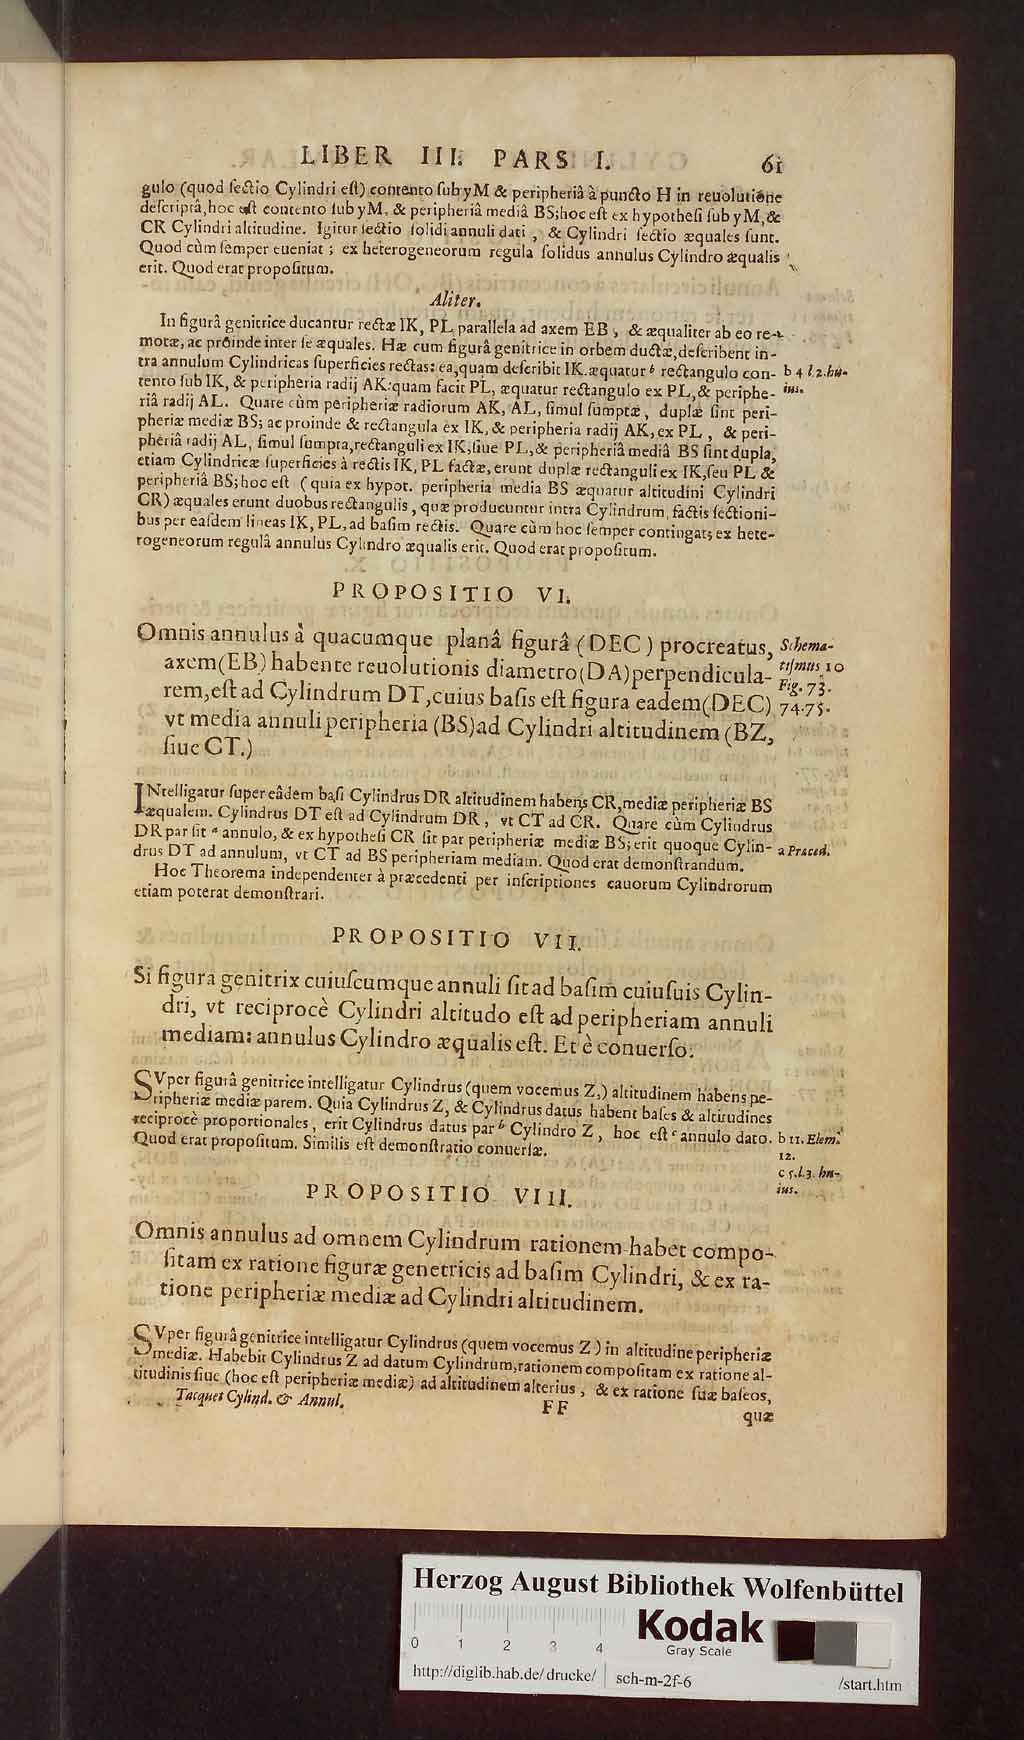 LIBER III. PARS I. 61
gulo (quod ſectio Cylindri eſt) contento ſub yM & peripheriâ à puncto H in reuolutione
deſcriptâ, hoc eſt contento ſub yM, & peripheriâ mediâ BS; hoc eſt ex hypotheſi ſub yM, &
CR Cylindri altitudine. Igitur ſectio ſolidi annuli dati, & Cylindri ſectio æquales ſunt.
Quod cùm ſemper eueniat; ex heterogeneorum regula ſolidus annulus Cylindro æqualis
erit. Quod erat propoſitum.
Aliter.
In figurâ genitrice ducantur rectæ IK, PL parallela ad axem EB, & æqualiter ab eo re-
motæ, ac proinde inter ſe æquales. Hæ cum figurâ genitrice in orbem ductæ, deſcribent in-
tra annulum Cylindricas ſuperficies rectas: ea, quam deſcribit IK. æquatur b rectangulo con-
tento ſub IK, & peripheria radij AK: quam facit PL, æquatur rectangulo ex PL, & periphe-
riâ radij AL. Quare cùm peripheriæ radiorum AK, AL, ſimul ſumptæ, duplæ ſint peri-
pheriæ mediæ BS; ac proinde & rectangula ex IK, & peripheria radij AK, ex PL, & peri-
pheriâ radij AL, ſimul ſumpta, rectanguli ex IK, ſiue PL, & peripheriâ mediâ BS ſint dupla,
etiam Cylindricæ ſuperficies à rectis IK, PL factæ, erunt duplæ rectanguli ex IK, ſeu PL &
peripheriâ BS; hoc eſt (quia ex hypot. peripheria media BS æquatur altitudini Cylindri
CR) æquales erunt duobus rectangulis, quæ producuntur intra Cylindrum, factis ſectioni-
bus per eaſdem lineas IK, PL, ad baſim rectis. Quare cùm hoc ſemper contingat; ex hete-
rogeneorum regulâ annulus Cylindro æqualis erit. Quod erat propoſitum.
b 4 l. 2. hu-
ius.
PROPOSITIO VI.
Omnis annulus à quacumque planâ figurâ (DEC) procreatus,
axem (EB) habente reuolutionis diametro (DA) perpendicula-
rem, eſt ad Cylindrum DT, cuius baſis eſt figura eadem (DEC)
vt media annuli peripheria (BS) ad Cylindri altitudinem (BZ,
ſiue CT.)
Schema-
tiſmus 10
Fig. 73.
74. 75.
INtelligatur ſuper eâdem baſi Cylindrus DR altitudinem habens CR, mediæ peripheriæ BS
æqualem. Cylindrus DT eſt ad Cylindrum DR, vt CT ad CR. Quare cùm Cylindrus
DR par ſit a annulo, & ex hypotheſi CR ſit par peripheriæ mediæ BS; erit quoque Cylin-
drus DT ad annulum, vt CT ad BS peripheriam mediam. Quod erat demonſtrandum.
Hoc Theorema independenter à præcedenti per inſcriptiones cauorum Cylindrorum
etiam poterat demonſtrari.
a Præced.
PROPOSITIO VII.
Si figura genitrix cuiuſcumque annuli ſit ad baſim cuiuſuis Cylin-
dri, vt reciprocè Cylindri altitudo eſt ad peripheriam annuli
mediam: annulus Cylindro æqualis eſt. Et è conuerſo.
SVper figurâ genitrice intelligatur Cylindrus (quem vocemus Z,) altitudinem habens pe-
ripheriæ mediæ parem. Quia Cylindrus Z, & Cylindrus datus habent baſes & altitudines
reciprocè proportionales, erit Cylindrus datus par b Cylindro Z, hoc eſt c annulo dato.
Quod erat propoſitum. Similis eſt demonſtratio conuerſæ.
b 11. Elem.
12.
c 5. l. 3. hu-
ius.
PROPOSITIO VIII.
Omnis annulus ad omnem Cylindrum rationem habet compo-
ſitam ex ratione figuræ genetricis ad baſim Cylindri, & ex ra-
tione peripheriæ mediæ ad Cylindri altitudinem.
SVper figurâ genitrice intelligatur Cylindrus (quem vocemus Z) in altitudine peripheriæ
mediæ. Habebit Cylindrus Z ad datum Cylindrum, rationem compoſitam ex ratione al-
titudinis ſiue (hoc eſt peripheriæ mediæ) ad altitudinem alterius, & ex ratione ſuæ baſeos,
Tacquet Cylind. & Annul. FF quæ
Herzog August Bibliothek Wolfenbüttel
0 1 2 3 4
Kodak
Gray Scale
http://diglib.hab.de/drucke/ sch-m-2f-6 /start.htm